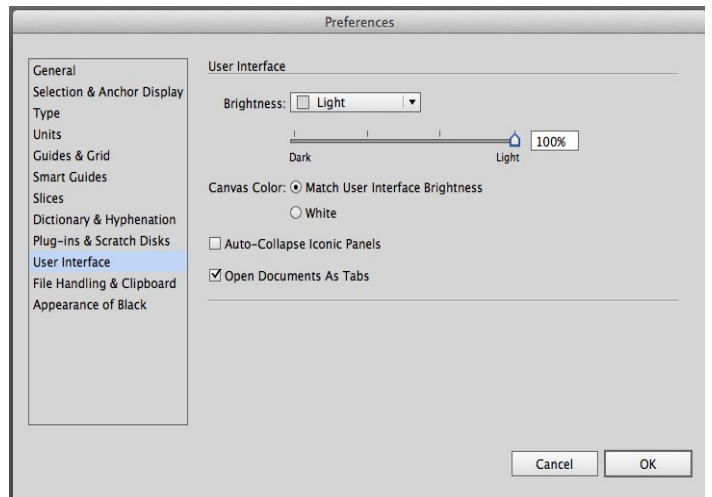 Preferences
General
Selection & Anchor Display
Type
Units
Guides & Grid
Smart Guides
Slices
Dictionary & Hyphenation
Plug-ins & Scratch Disks
User Interface
File Handling & Clipboard
Appearance of Black
User Interface
Brightness: Light
100%
Dark Light
Canvas Color: Match User Interface Brightness
White
Auto-Collapse Iconic Panels
Open Documents As Tabs
Cancel OK